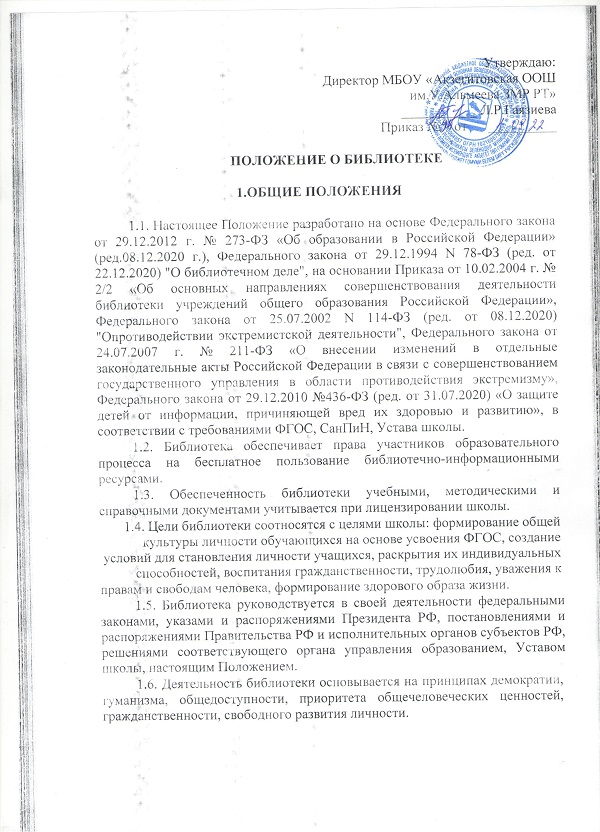 Утверждаю:
Директор МБОУ «Акзегитовская ООШ
им.У.Альмеева ЗМР РТ»
Л.Р.Гаязиева
Приказ
ПОЛОЖЕНИЕ О БИБЛИОТЕКЕ
1.ОБЩИЕ ПОЛОЖЕНИЯ
1.1. Настоящее Положение разработано на основе Федерального закона
от 29.12.2012 г. № 273-ФЗ «Об образовании в Российской Федерации»
(ред.08.12.2020 г.), Федерального закона от 29.12.1994 N 78-ФЗ (ред. от
22.12.2020) "О библиотечном деле", на основании Приказа от 10.02.2004 г. №
2/2 «Об основных направлениях совершенствования деятельности
библиотеки учреждений общего образования Российской Федерации»,
Федерального закона от 25.07.2002 N 114-ФЗ (ред. от 08.12.2020)
"Опротиводействии экстремистской деятельности", Федерального закона от
24.07.2007 г. № 211-ФЗ «О внесении изменений в отдельные
законодательные акты Российской Федерации в связи с совершенствованием
государственного управления в области противодействия экстремизму»,
Федерального закона от 29.12.2010 №436-ФЗ (ред. от 31.07.2020) «О защите
детей от информации, причиняющей вред их здоровью и развитию», в
соответствии с требованиями ФГОС, СанПиН, Устава школы.
1.2. Библиотека обеспечивает права участников образовательного
процесса на бесплатное пользование библиотечно-информационными
ресурсами.
1.3. Обеспеченность библиотеки учебными, методическими и
справочными документами учитывается при лицензировании школы.
1.4. Цели библиотеки соотносятся с целями школы: формирование общей
культуры личности обучающихся на основе усвоения ФГОС, создание
условий для становления личности учащихся, раскрытия их индивидуальных
способностей, воспитания гражданственности, трудолюбия, уважения к
правам и свободам человека, формирование здорового образа жизни.
1.5. Библиотека руководствуется в своей деятельности федеральными
законами, указами и распоряжениями Президента РФ, постановлениями и
распоряжениями Правительства РФ и исполнительных органов субъектов РФ,
решениями соответствующего органа управления образованием, Уставом
школы, настоящим Положением.
1.6. Деятельность библиотеки основывается на принципах демократии,
гуманизма, общедоступности, приоритета общечеловеческих ценностей,
гражданственности, свободного развития личности.